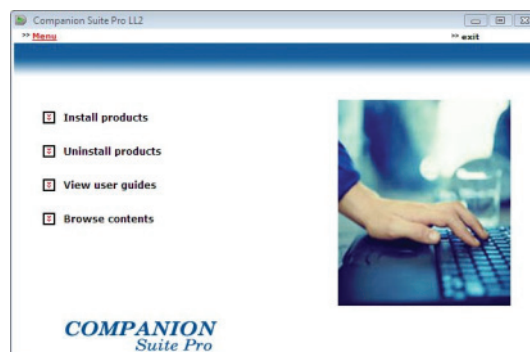 Companion Suite Pro LL2
>> Menu
>> exit
Install products
Uninstall products
View user guides
Browse contents
COMPANION
Suite Pro